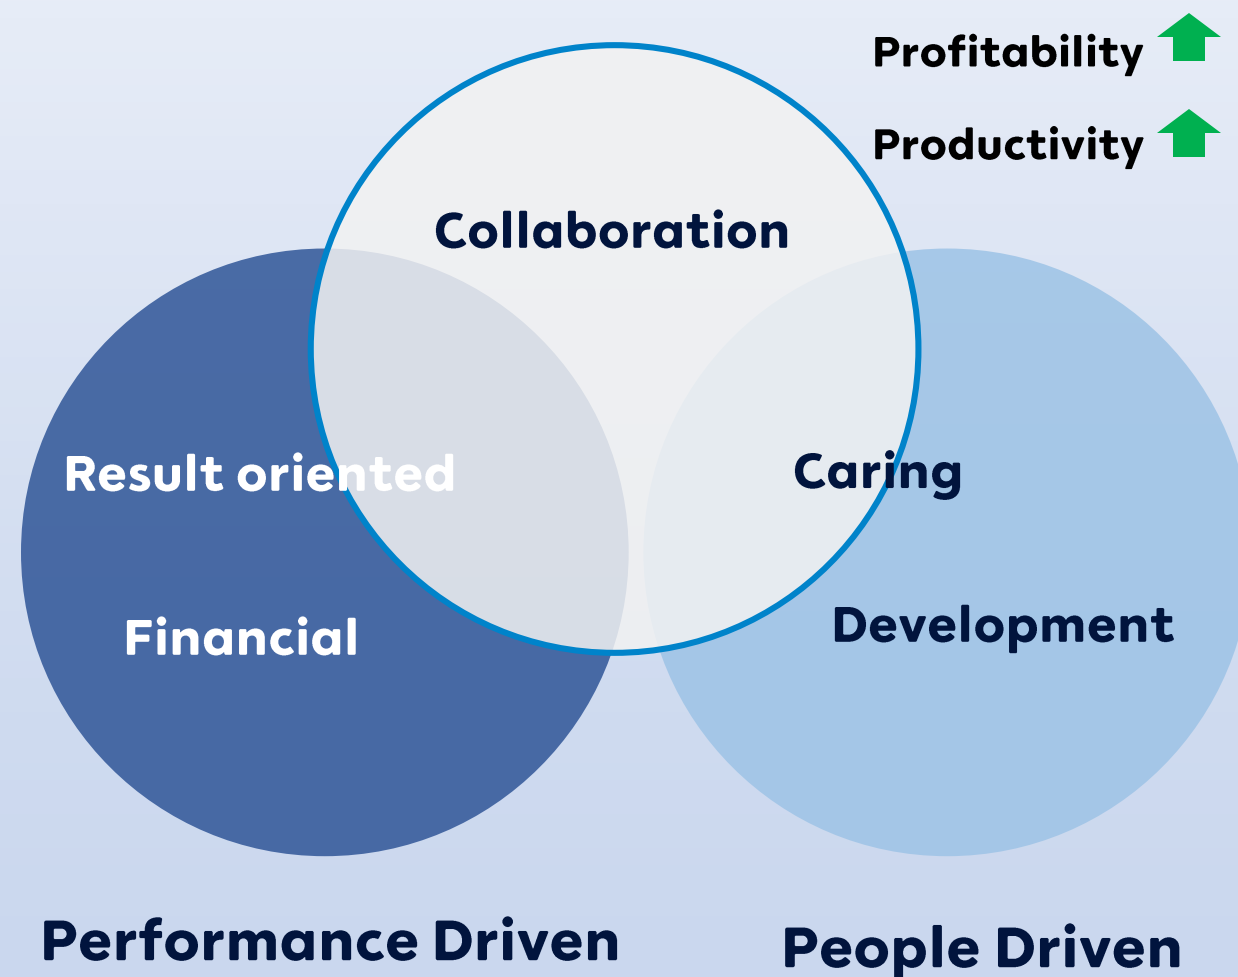 Profitability
Productivity
Collaboration
Result oriented
Caring
Financial
Development
Performance Driven
People Driven